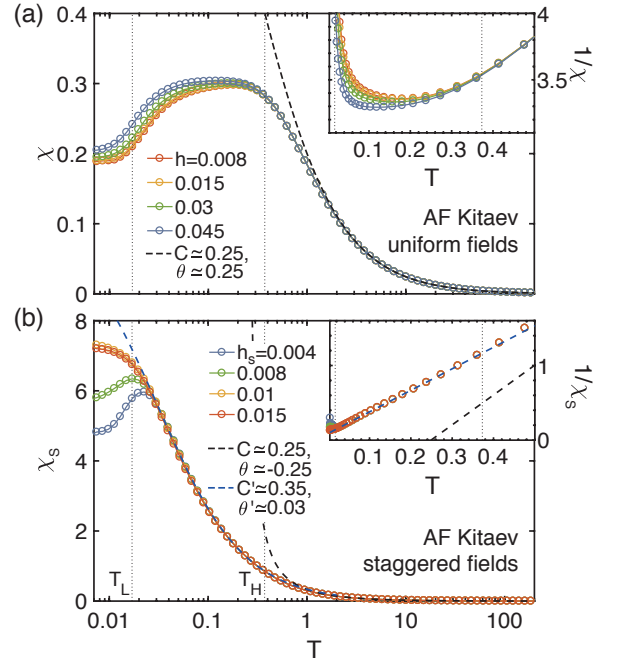 (a)
0.4
0.3
0.2
0.1
0
χ
h=0.008
0.015
0.03
0.045
C≃0.25,
θ≃0.25
4
3.5
1/χ
0.1 0.2 0.3 0.4
T
AF Kitaev
uniform fields
(b)
8
6
4
2
0
χs
hs=0.004
0.008
0.01
0.015
C≃0.25,
θ≃-0.25
C'≃0.35,
θ'≃0.03
1
0
1/χs
0.1 0.2 0.3 0.4
T
AF Kitaev
staggered fields
TL TH
0.01 0.1 1 10 100
T